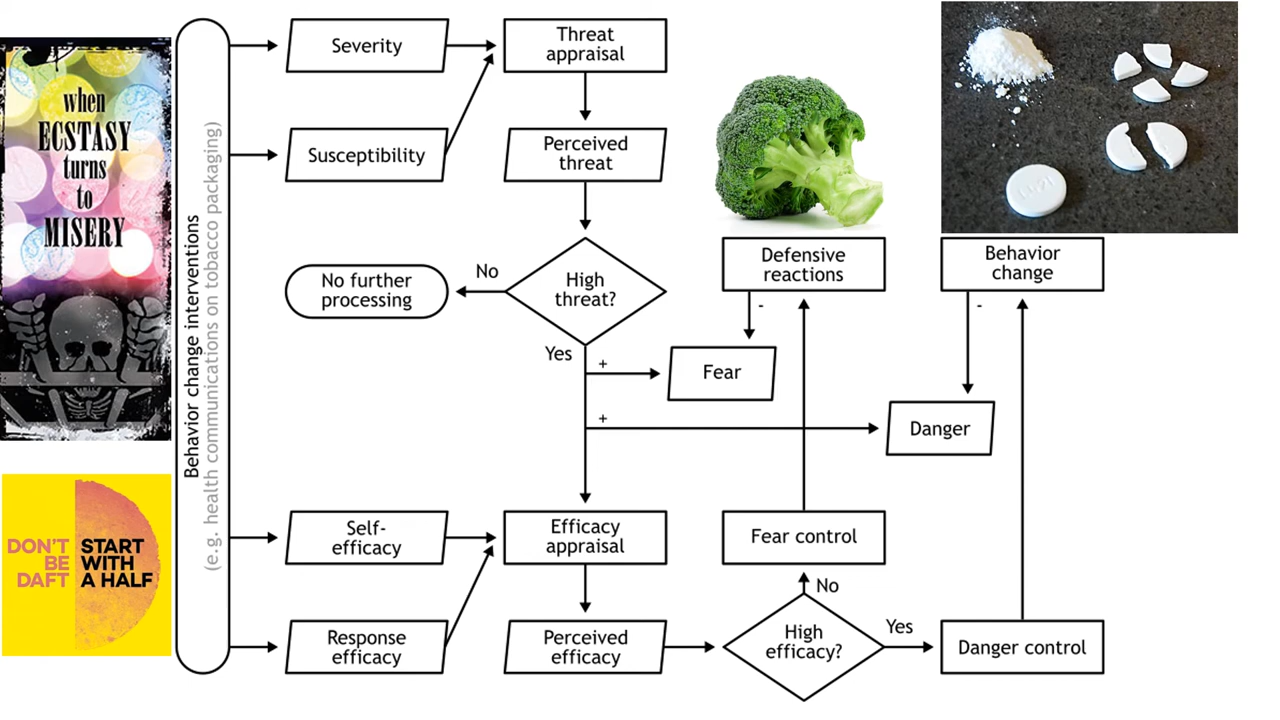 when
ECSTASY
turns
to
MISERY
DON'T
BE
DAFT
START
WITH
A HALF
Behavior change interventions
(e.g. health communications on tobacco packaging)
Severity
Threat
appraisal
Susceptibility
Perceived
threat
No further
processing
No
High
threat?
Yes
+
Fear
+
Defensive
reactions
-
Behavior
change
-
Danger
Self-
efficacy
Efficacy
appraisal
Fear control
Response
efficacy
Perceived
efficacy
No
High
efficacy?
Yes
Danger control